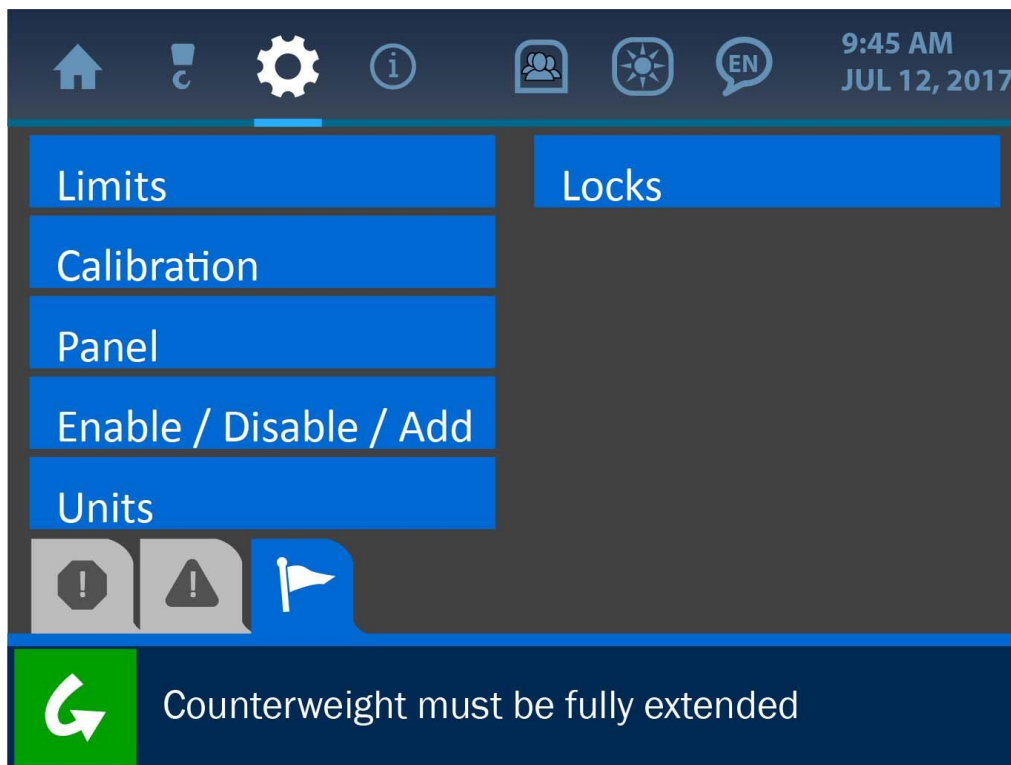 EN
9:45 AM
JUL 12, 2017
Limits
Locks
Calibration
Panel
Enable / Disable / Add
Units
Counterweight must be fully extended